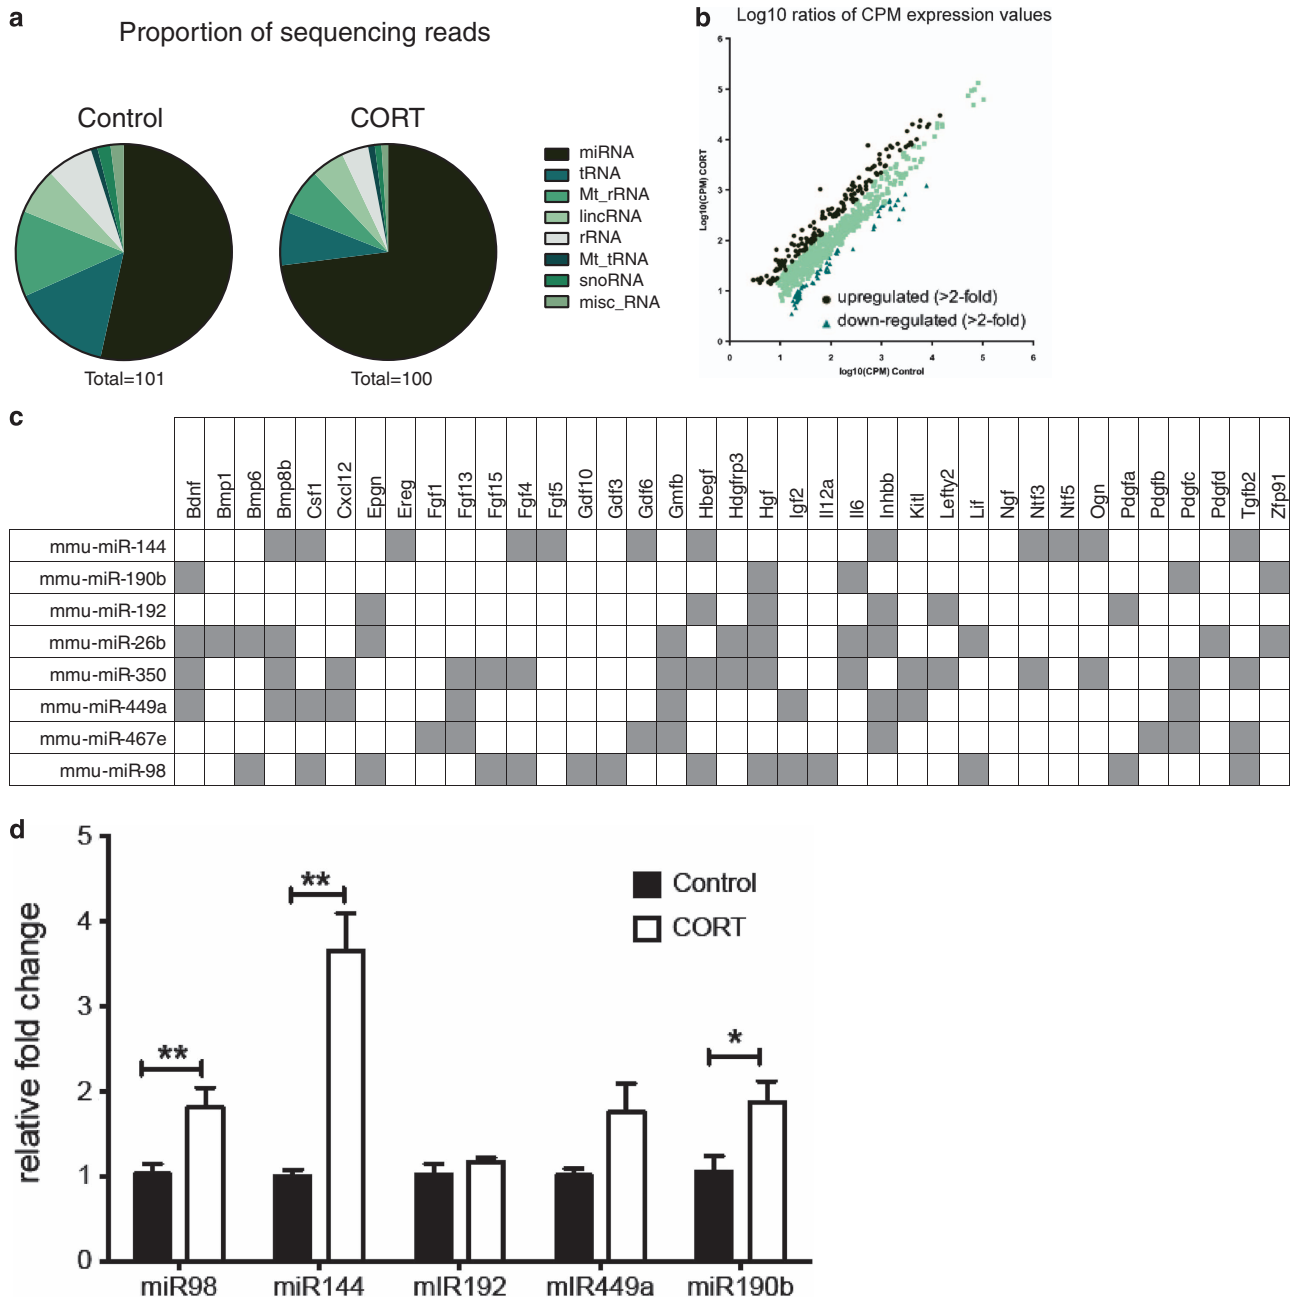 a
Proportion of sequencing reads
Control
CORT
miRNA
tRNA
Mt_rRNA
lincRNA
rRNA
Mt_tRNA
snoRNA
misc_RNA
Total=101
Total=100
b
Log10 ratios of CPM expression values
Log10(CPM) CORT
6
5
4
3
2
1
0
upregulated (>2-fold)
down-regulated (>2-fold)
0 1 2 3 4 5 6
log10(CPM) Control
c
Bdnf Bmp1 Bmp6 Bmp8b Csf1 Cxcl12 Epgn Ereg Fgf1 Fgf13 Fgf15 Fgf4 Fgf5 Gdf10 Gdf3 Gdf6 Gmfb Hbegf Hdgfrp3 Hgf Igf2 Il12a Il6 Inhbb Kitl Lefty2 Lif Ngf Ntf3 Ntf5 Ogn Pdgfa Pdgfb Pdgfc Pdgfd Tgfb2 Zfp91
mmu-miR-144
mmu-miR-190b
mmu-miR-192
mmu-miR-26b
mmu-miR-350
mmu-miR-449a
mmu-miR-467e
mmu-miR-98
d
relative fold change
5
4
3
2
1
0
**
**
*
Control
CORT
miR98 miR144 mIR192 mIR449a miR190b